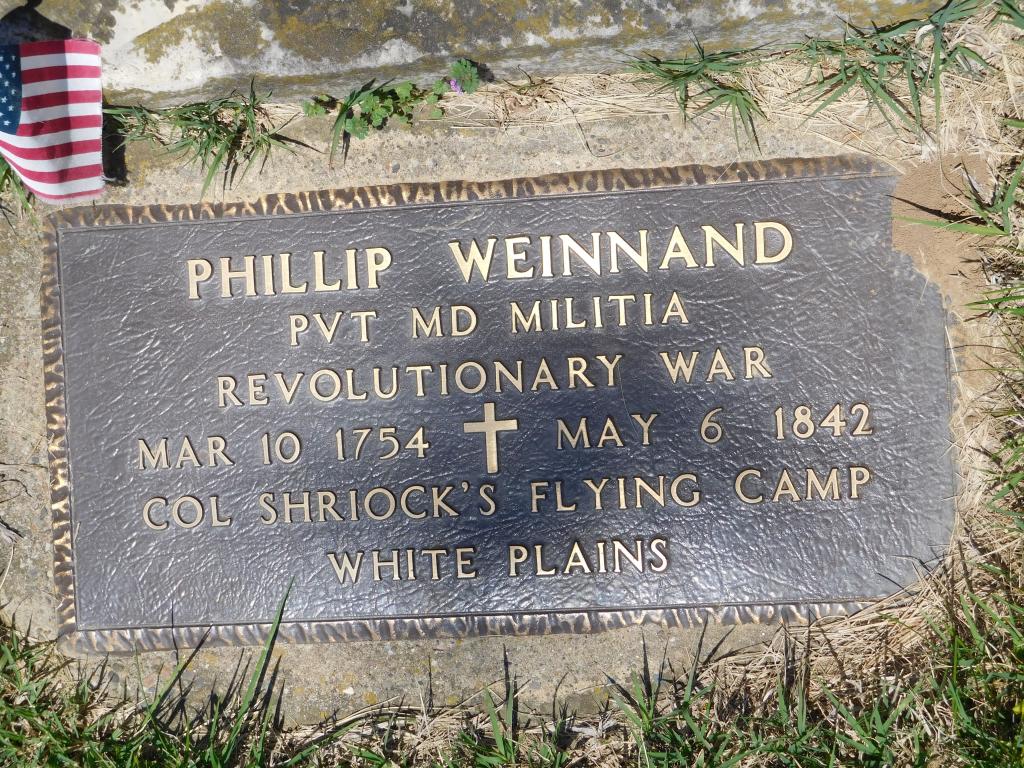 PHILLIP WEINNAND
PVT MD MILITIA
REVOLUTIONARY WAR
MAR 10 1754 MAY 6 1842
COL SHRIOCK'S FLYING CAMP
WHITE PLAINS